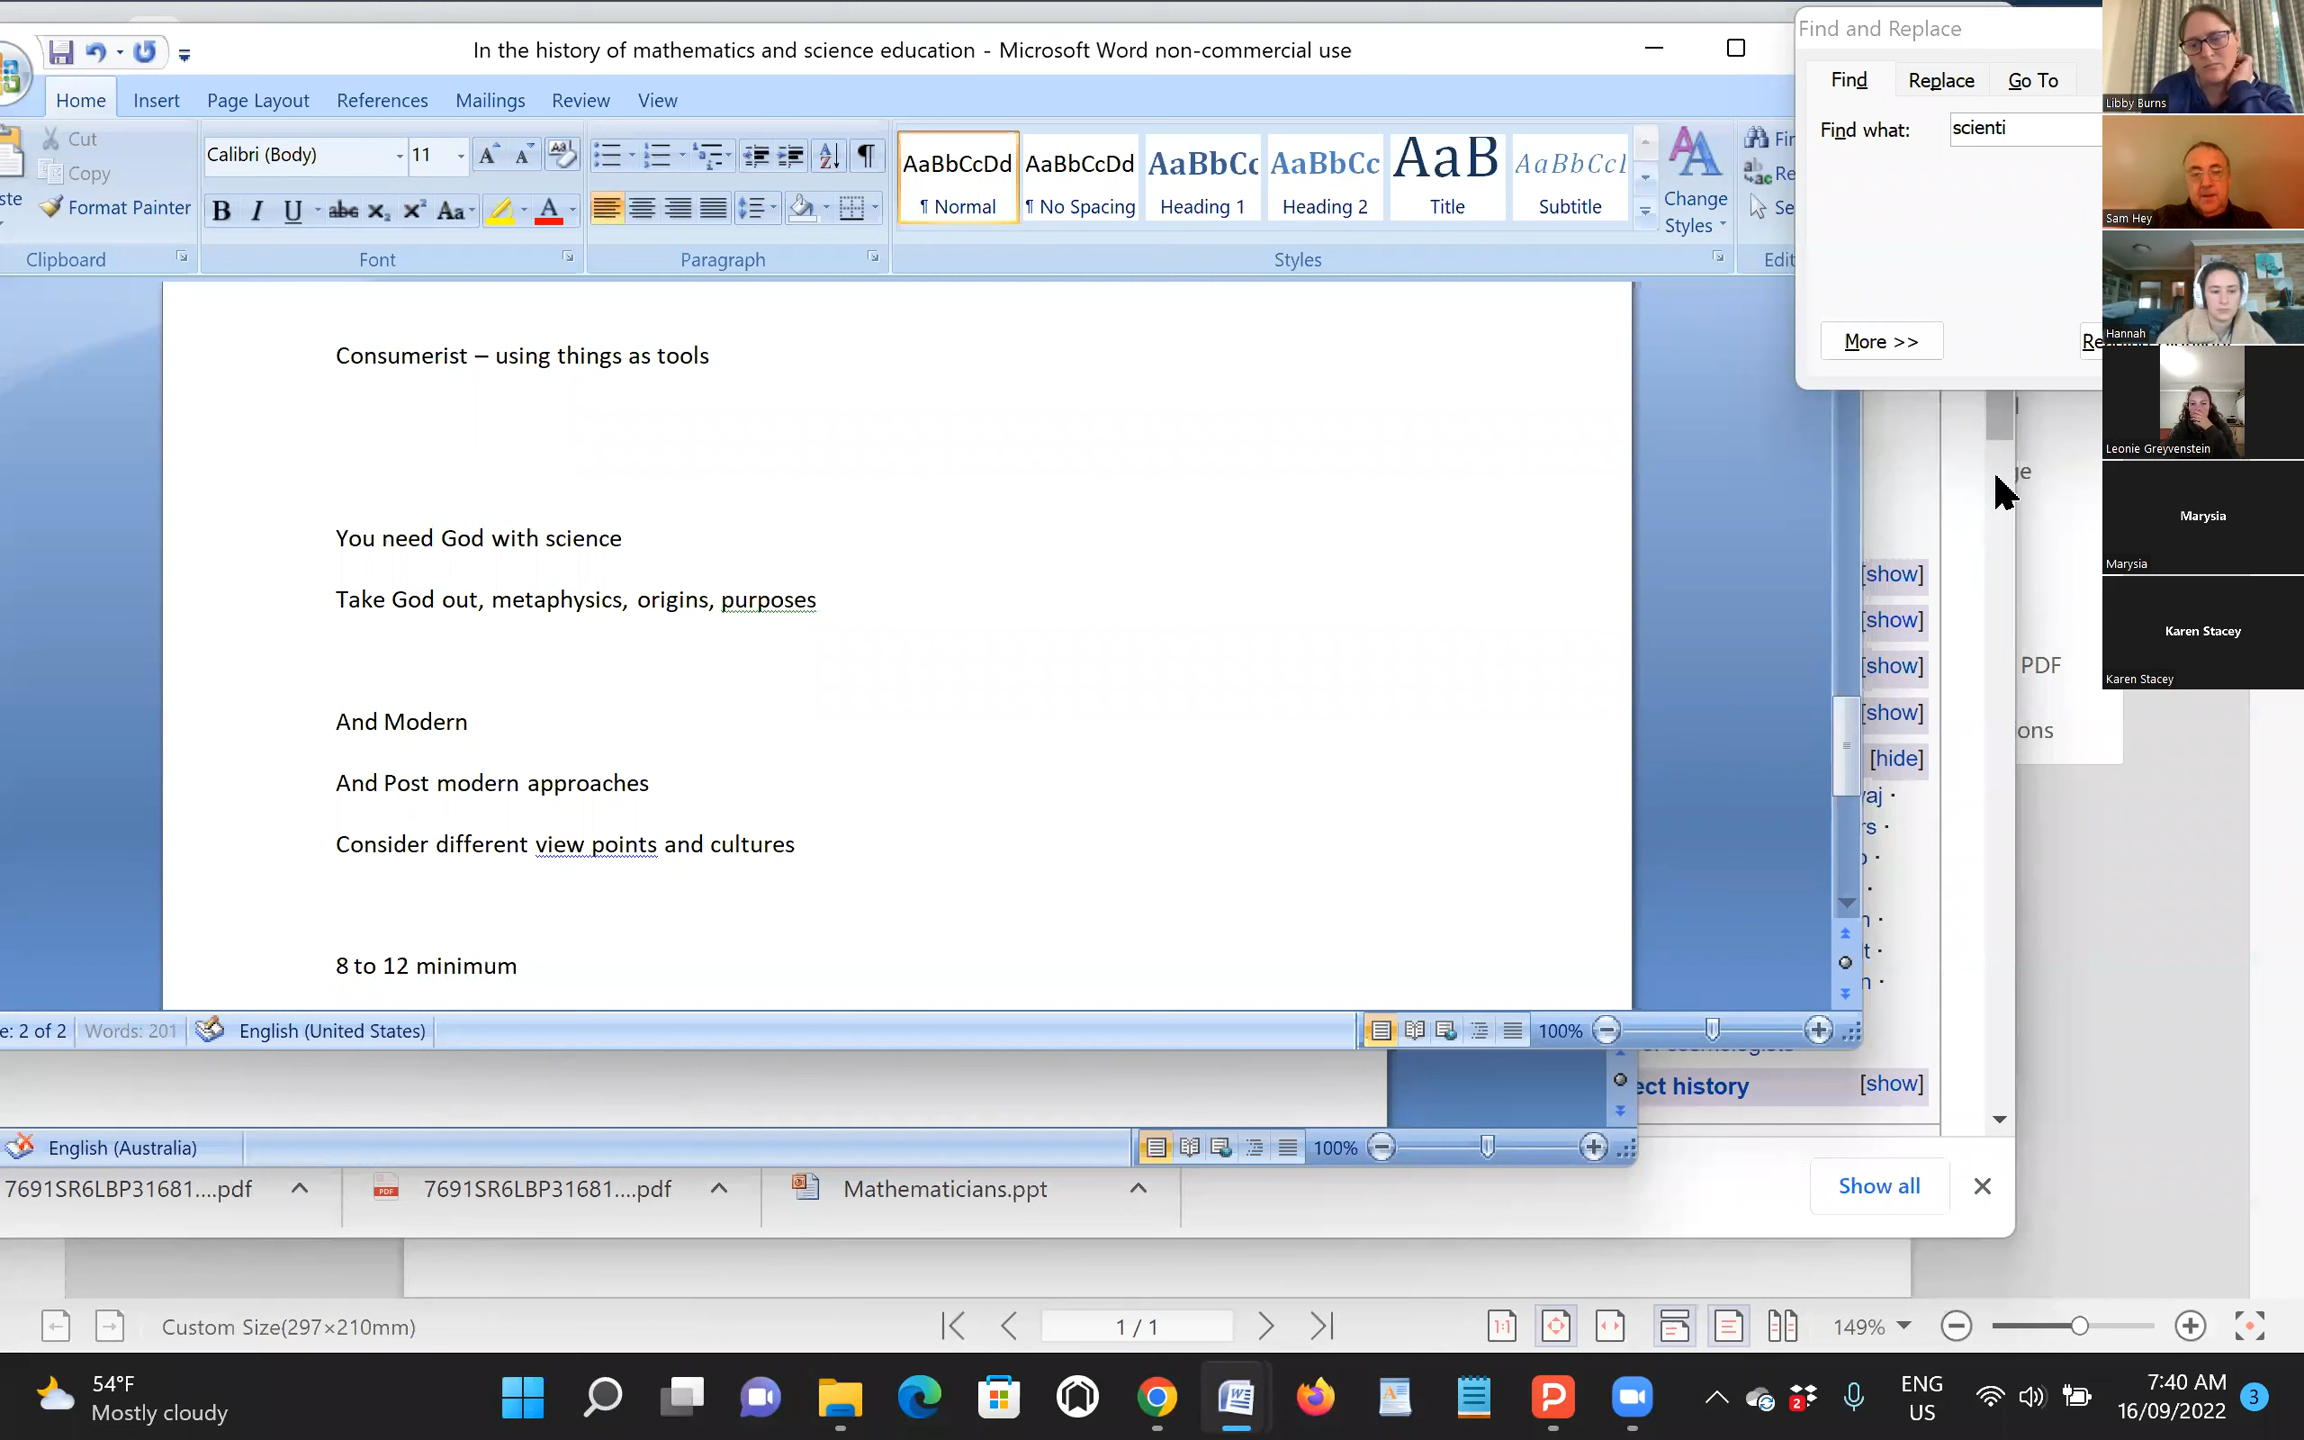 In the history of mathematics and science education - Microsoft Word non-commercial use
Home Insert Page Layout References Mailings Review View
Cut
Copy
Format Painter
Clipboard
Calibri (Body) 11
Font
Paragraph
AaBbCcDd AaBbCcDd AaBbCc AaBbCc AaB AaBbCcl
¶ Normal ¶ No Spacing Heading 1 Heading 2 Title Subtitle
Change
Styles
Styles
Find and Replace
Find Replace Go To
Find what: scienti
More >>
Libby Burns
Sam Hey
Hannah
Leonie Greyvenstein
Marysia
Marysia
Karen Stacey
Karen Stacey
Consumerist – using things as tools
You need God with science
Take God out, metaphysics, origins, purposes
And Modern
And Post modern approaches
Consider different view points and cultures
8 to 12 minimum
[show]
[show]
[show]
[show]
[hide]
PDF
e: 2 of 2 Words: 201 English (United States) 100%
ect history [show]
English (Australia) 100%
7691SR6LBP31681....pdf 7691SR6LBP31681....pdf Mathematicians.ppt Show all
Custom Size(297×210mm) 1 / 1 1:1 149%
54°F
Mostly cloudy
ENG
US
7:40 AM
16/09/2022
3
2